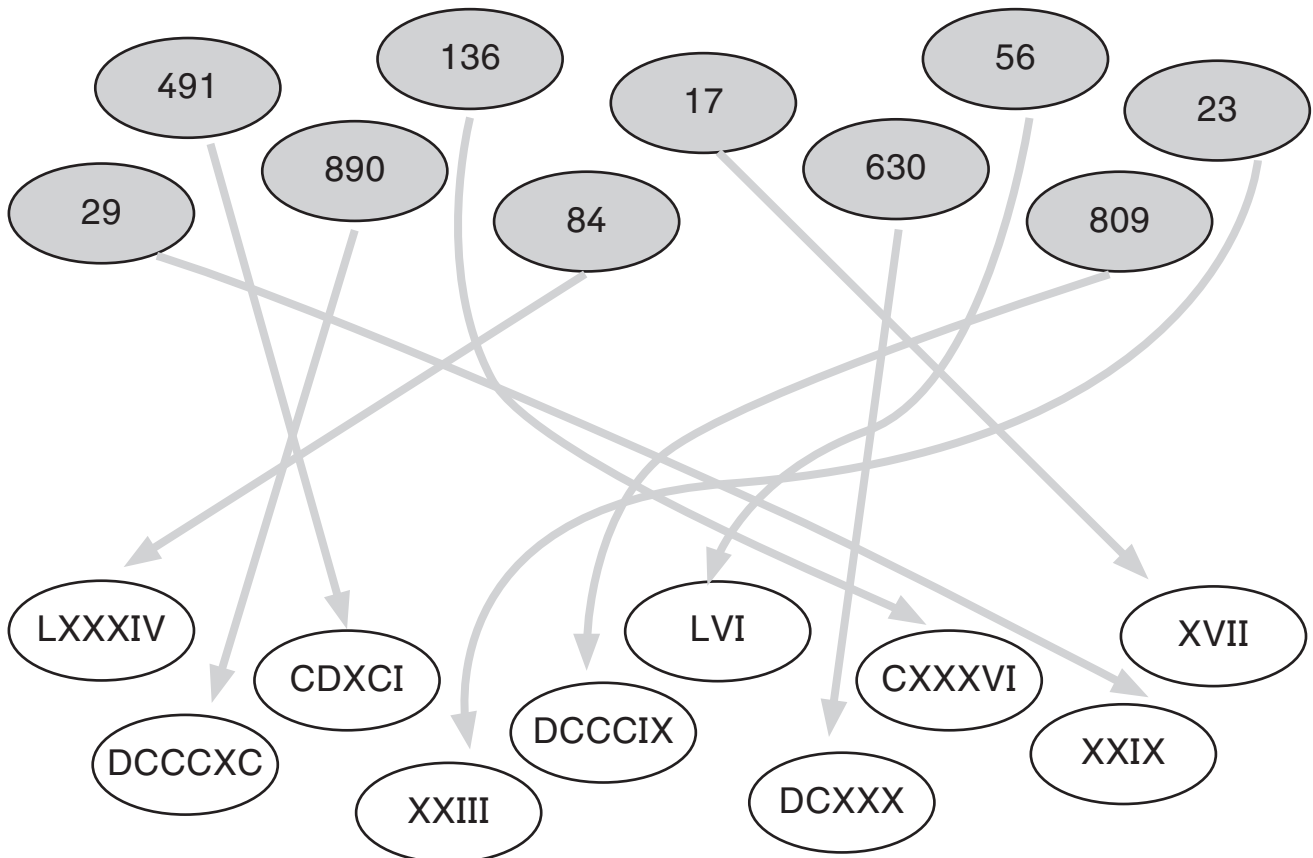 491
136
17
56
23
29
890
84
630
809
LXXXIV
CDXCI
LVI
CXXXVI
XVII
DCCCXC
XXIII
DCCCIX
DCXXX
XXIX